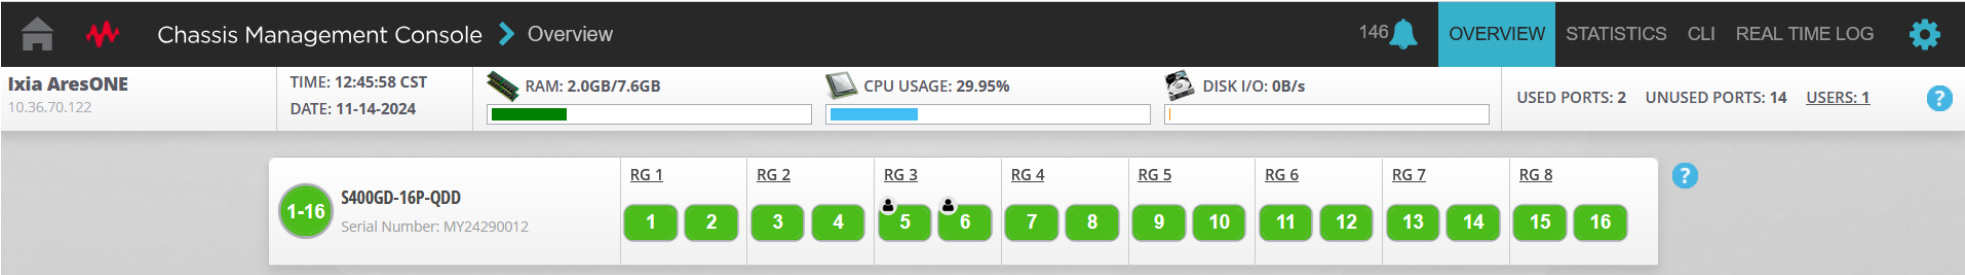 Chassis Management Console Overview 146 OVERVIEW STATISTICS CLI REAL TIME LOG
Ixia AresONE
10.36.70.122
TIME: 12:45:58 CST
DATE: 11-14-2024
RAM: 2.0GB/7.6GB
CPU USAGE: 29.95%
DISK I/O: 0B/s
USED PORTS: 2 UNUSED PORTS: 14 USERS: 1 ?
1-16
S400GD-16P-QDD
Serial Number: MY24290012
RG 1 RG 2 RG 3 RG 4 RG 5 RG 6 RG 7 RG 8 ?
1 2 3 4 5 6 7 8 9 10 11 12 13 14 15 16